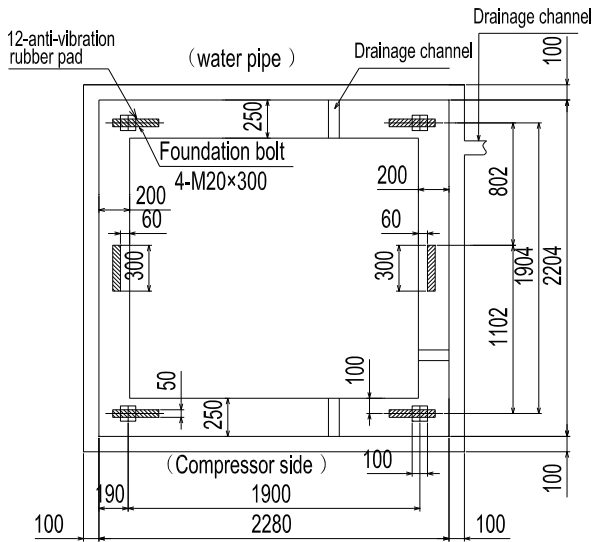 Drainage channel
12-anti-vibration
rubber pad
（water pipe ）
Drainage channel
100
250
Foundation bolt
4-M20×300
200
802
200
60
60
300
300
1904
2204
1102
50
100
250
（Compressor side ）
100
100
190
1900
100
2280
100